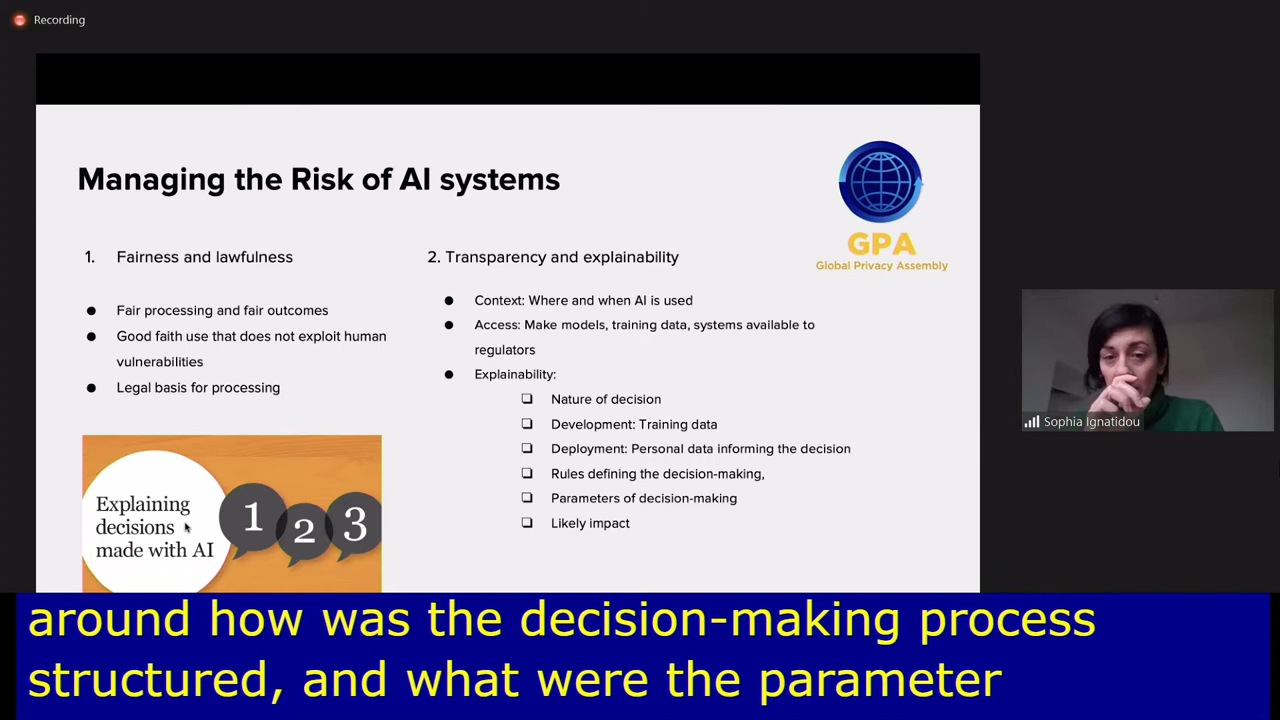 Recording
Managing the Risk of AI systems
GPA
Global Privacy Assembly
1. Fairness and lawfulness
Fair processing and fair outcomes
Good faith use that does not exploit human
vulnerabilities
Legal basis for processing
2. Transparency and explainability
Context: Where and when AI is used
Access: Make models, training data, systems available to
regulators
Explainability:
Nature of decision
Development: Training data
Deployment: Personal data informing the decision
Rules defining the decision-making,
Parameters of decision-making
Likely impact
Explaining
decisions
made with AI
1 2 3
Sophia Ignatidou
around how was the decision-making process
structured, and what were the parameter